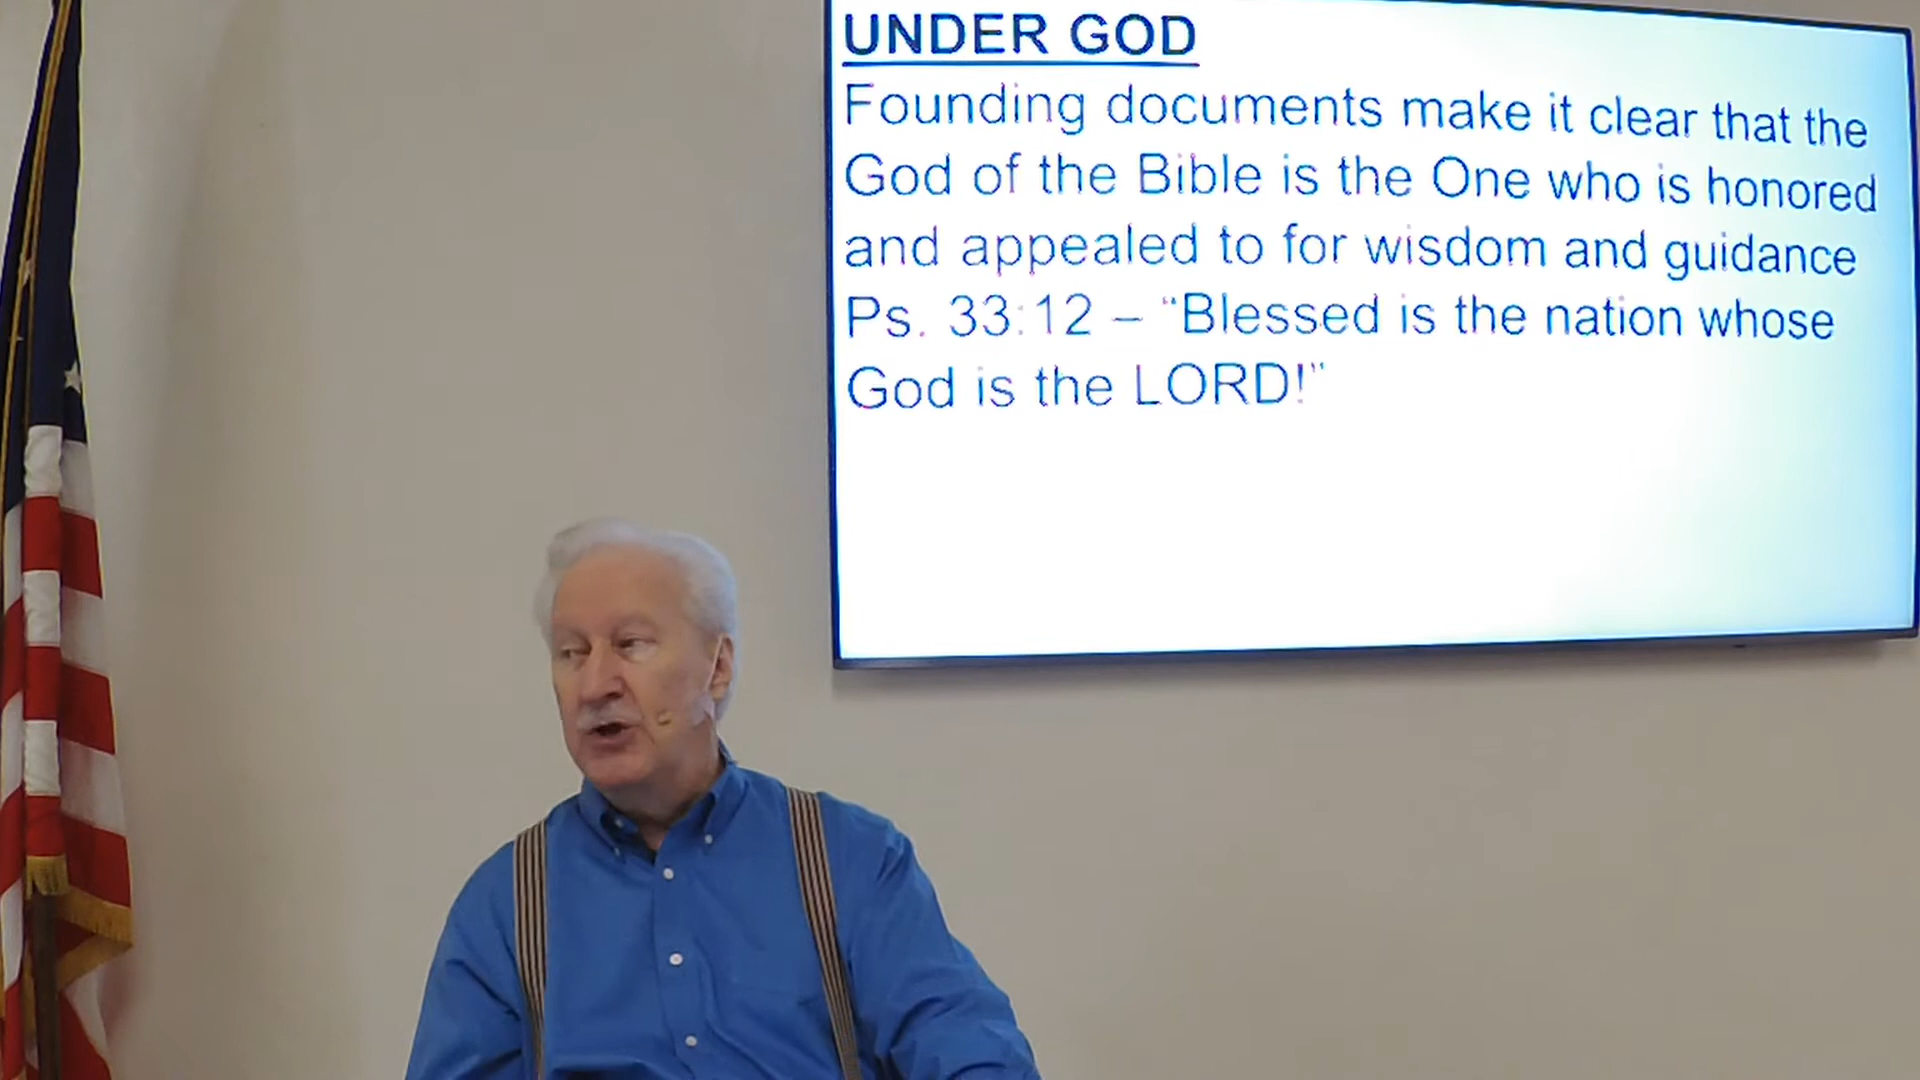 UNDER GOD
Founding documents make it clear that the
God of the Bible is the One who is honored
and appealed to for wisdom and guidance
Ps. 33:12 – “Blessed is the nation whose
God is the LORD!”